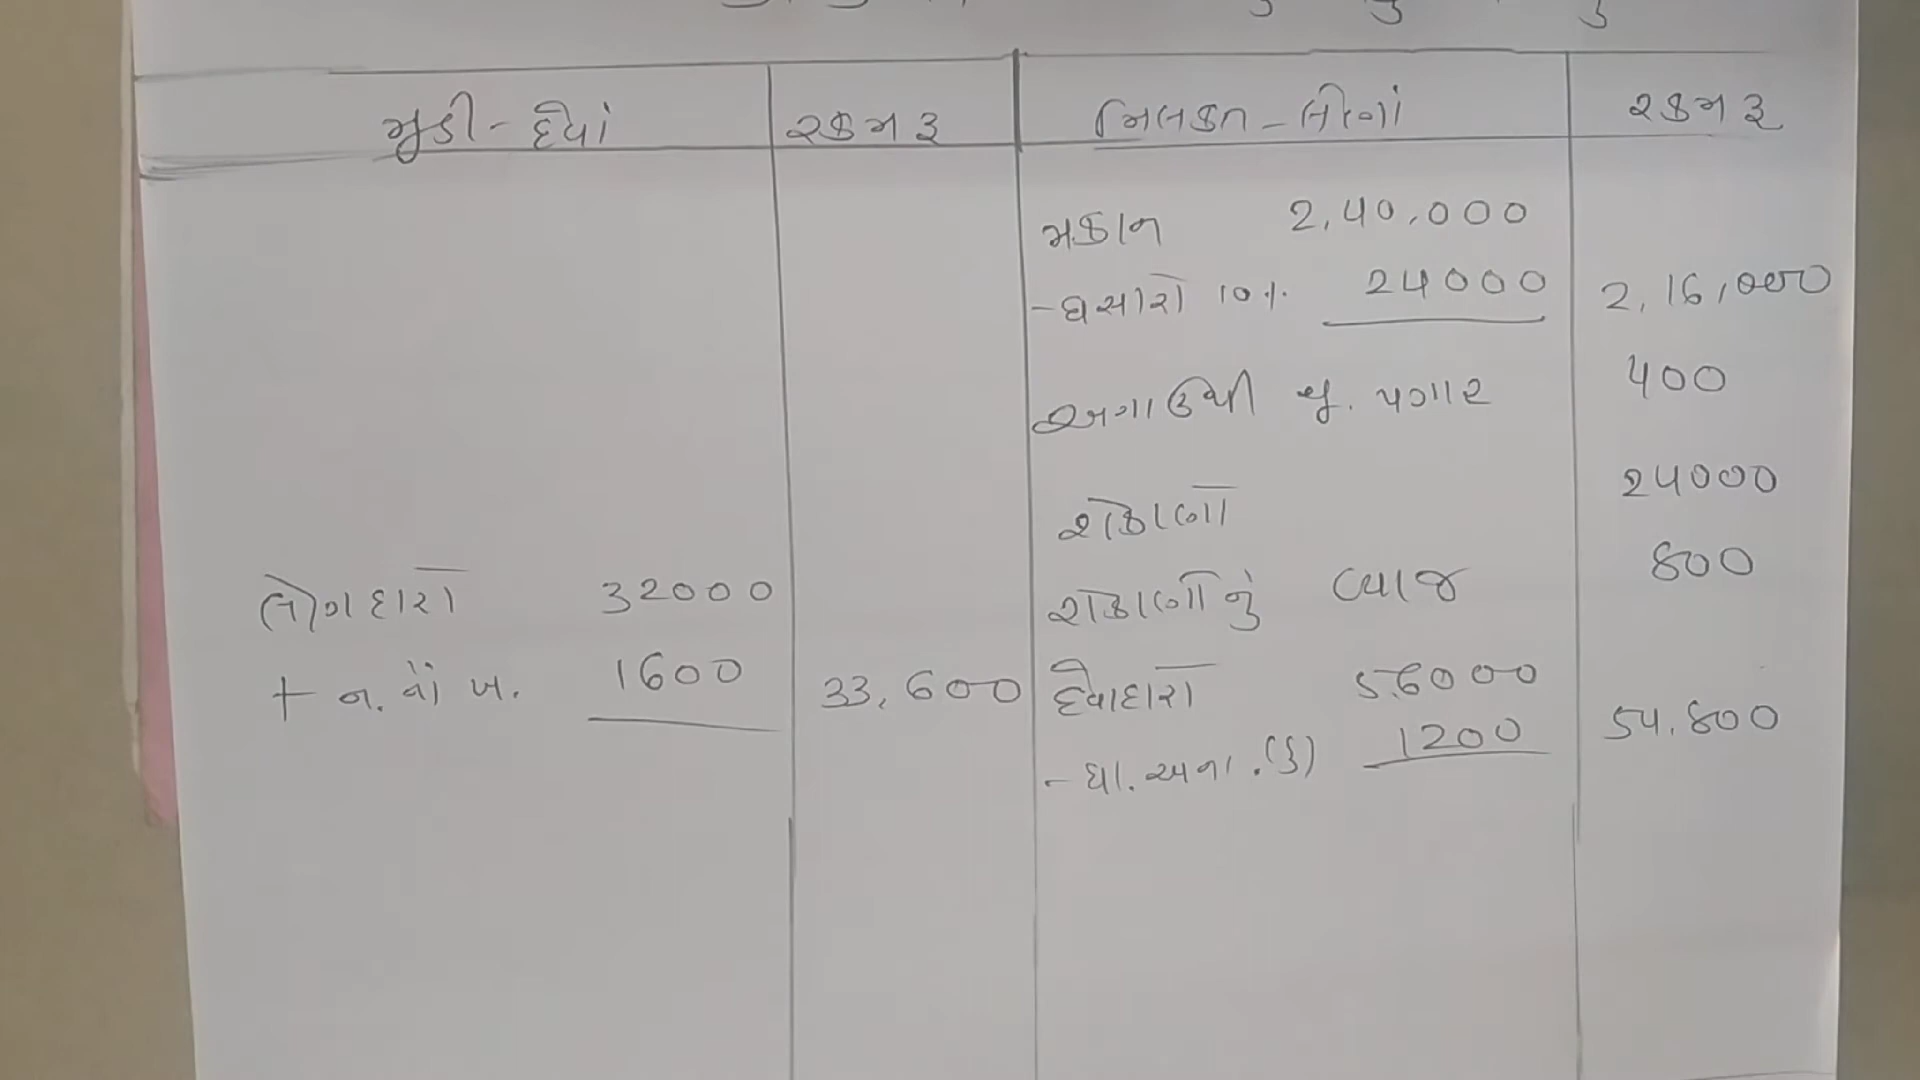 મુડી - દેવાં રકમ રૂ મિલકત - લેણાં રકમ રૂ
મકાન 2,40,000
- ઘસારો 10% 24000 2,16,000
અગાઉથી ચુ. પગાર 400
રોકાણો 24000
રોકાણોનું વ્યાજ 800
લેણદારો 32000
+ ન. નોં ખ. 1600 33,600
દેવાદારો 56000
- ઘા. અના. (ફ) 1200 54,800